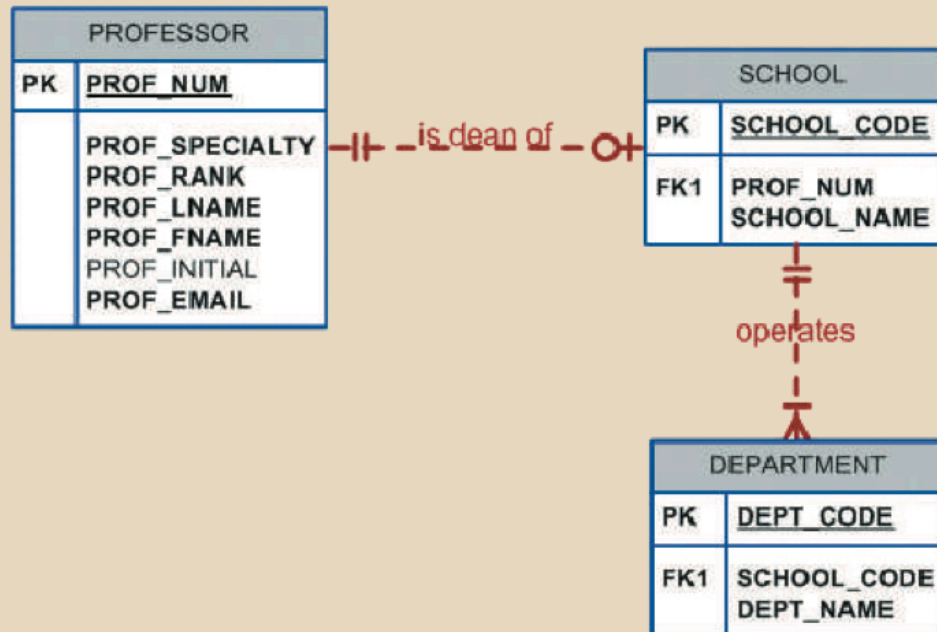 PROFESSOR
PK PROF_NUM
PROF_SPECIALTY
PROF_RANK
PROF_LNAME
PROF_FNAME
PROF_INITIAL
PROF_EMAIL
is dean of
SCHOOL
PK SCHOOL_CODE
FK1 PROF_NUM
SCHOOL_NAME
operates
DEPARTMENT
PK DEPT_CODE
FK1 SCHOOL_CODE
DEPT_NAME